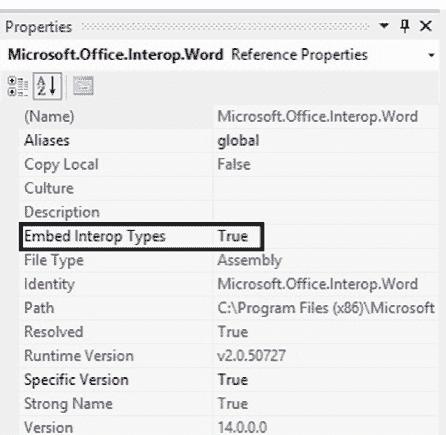 Properties
Microsoft.Office.Interop.Word Reference Properties
(Name) Microsoft.Office.Interop.Word
Aliases global
Copy Local False
Culture
Description
Embed Interop Types True
File Type Assembly
Identity Microsoft.Office.Interop.Word
Path C:\Program Files (x86)\Microsoft
Resolved True
Runtime Version v2.0.50727
Specific Version True
Strong Name True
Version 14.0.0.0